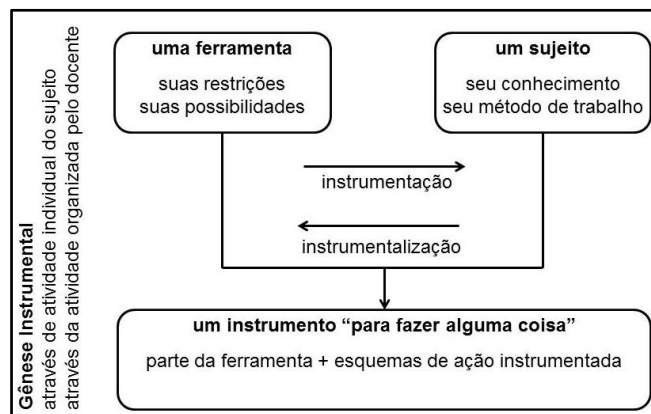 Gênese Instrumental
através de atividade individual do sujeito
através da atividade organizada pelo docente
uma ferramenta
suas restrições
suas possibilidades
um sujeito
seu conhecimento
seu método de trabalho
instrumentação
instrumentalização
um instrumento “para fazer alguma coisa”
parte da ferramenta + esquemas de ação instrumentada